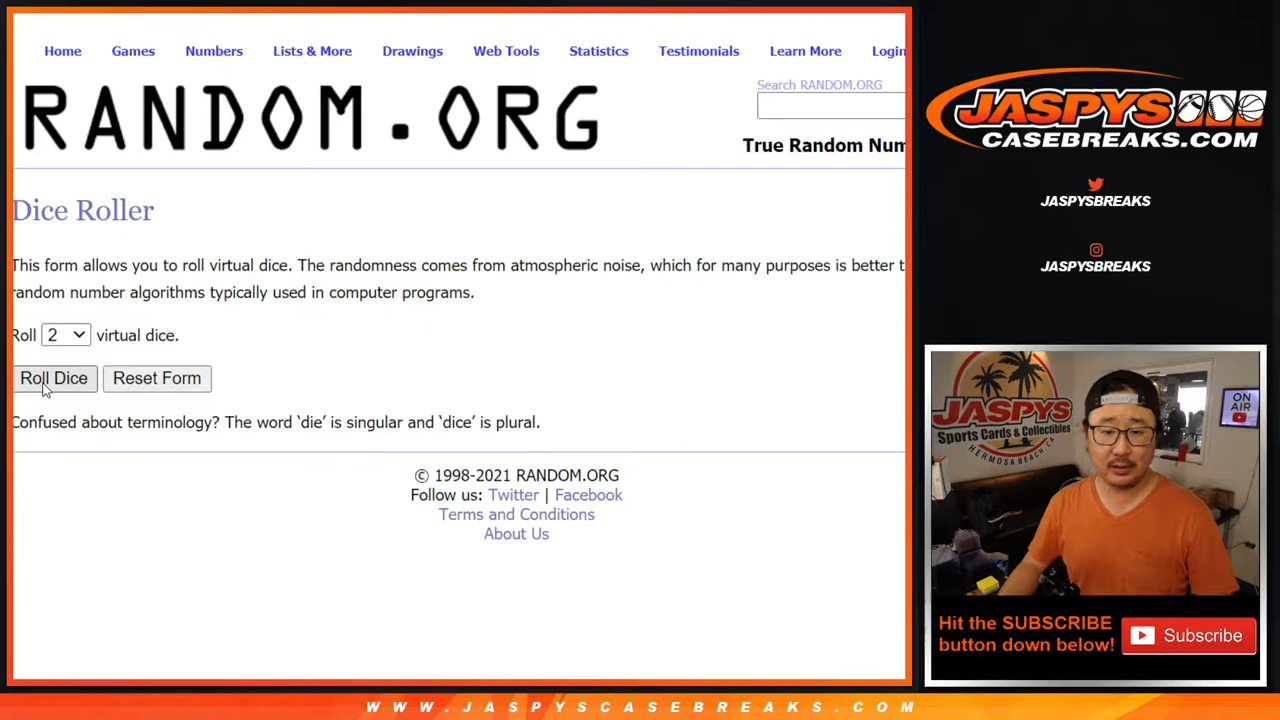 Home Games Numbers Lists & More Drawings Web Tools Statistics Testimonials Learn More Login
RANDOM.ORG
Search RANDOM.ORG
True Random Num
Dice Roller
This form allows you to roll virtual dice. The randomness comes from atmospheric noise, which for many purposes is better t
random number algorithms typically used in computer programs.
Roll 2 virtual dice.
Roll Dice Reset Form
Confused about terminology? The word ‘die’ is singular and ‘dice’ is plural.
© 1998-2021 RANDOM.ORG
Follow us: Twitter | Facebook
Terms and Conditions
About Us
JASPYS
CASEBREAKS.COM
JASPYSBREAKS
JASPYSBREAKS
JASPYS
Sports Cards & Collectibles
HERMOSA BEACH, CA
ON
AIR
Hit the SUBSCRIBE
button down below!
Subscribe
WWW.JASPYSCASEBREAKS.COM